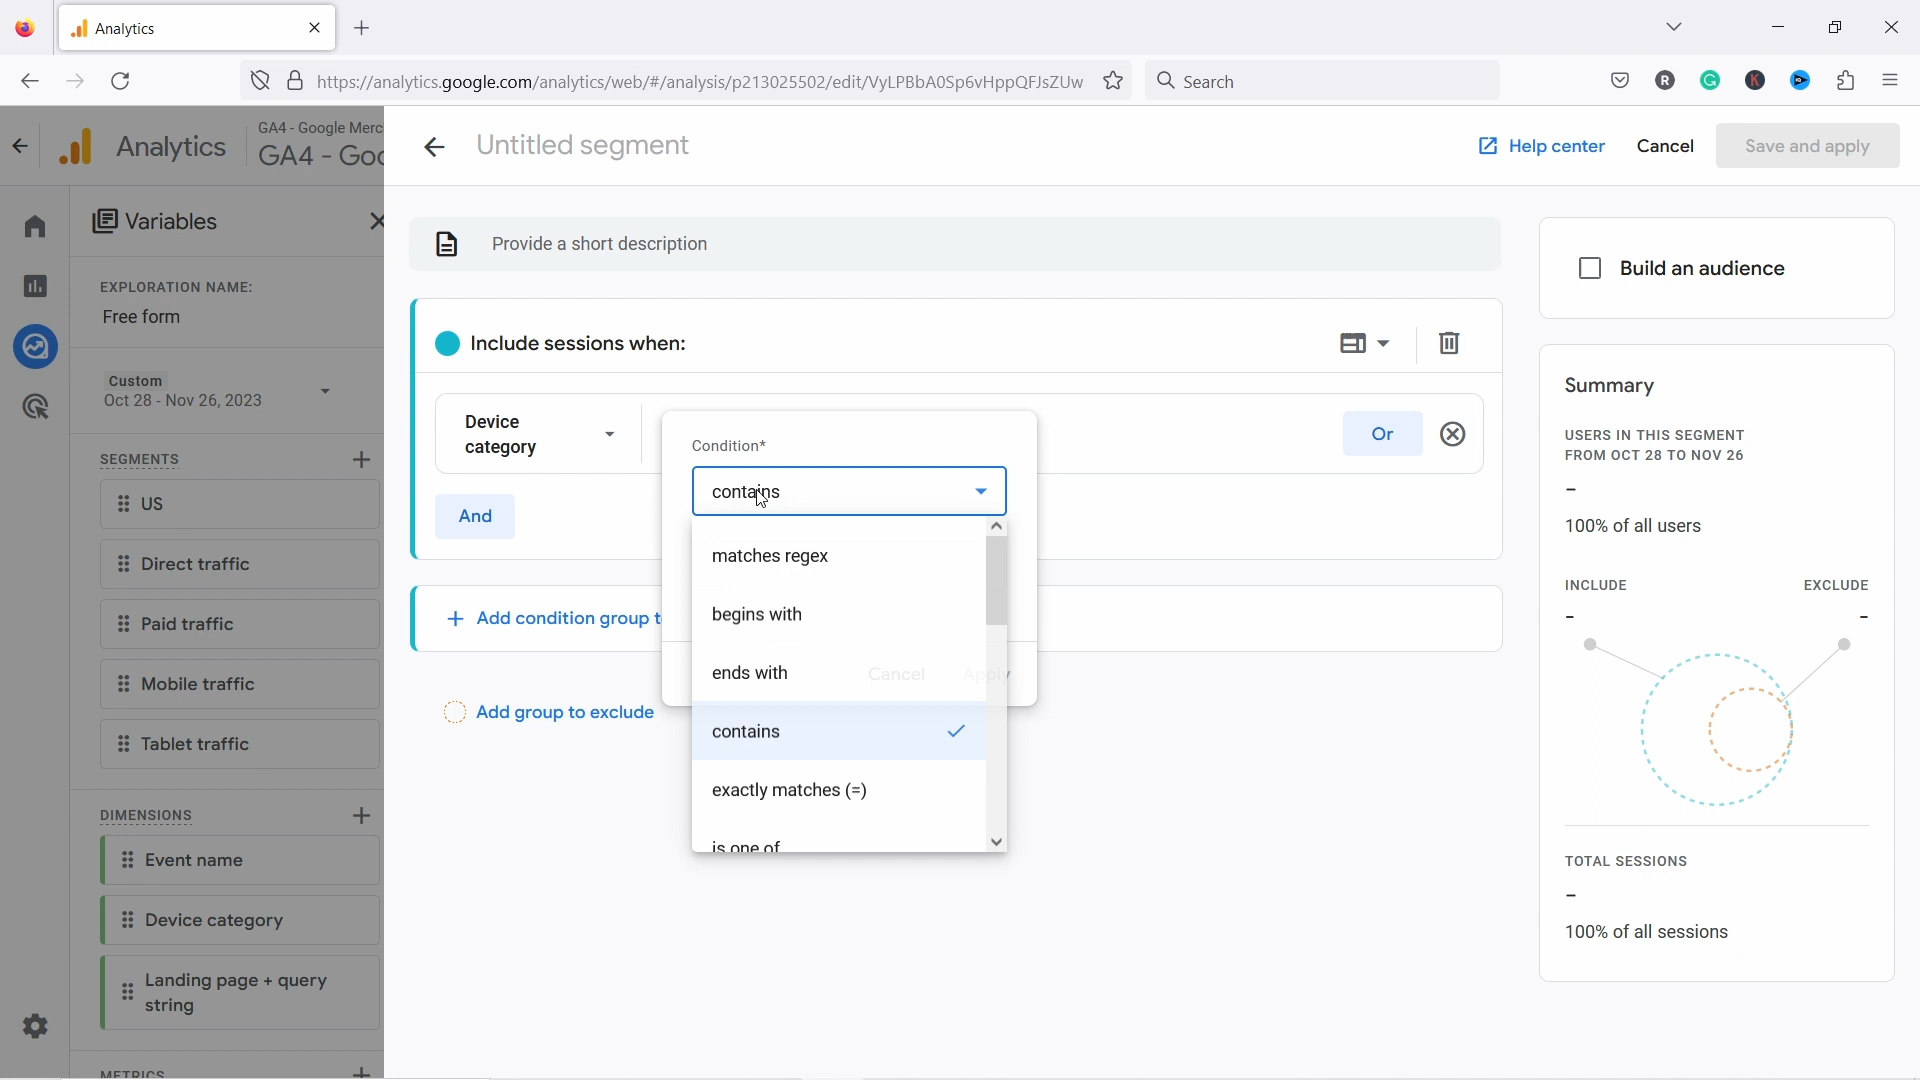 Analytics
https://analytics.google.com/analytics/web/#/analysis/p213025502/edit/VyLPBbA0Sp6vHppQFJsZUw
Search
Analytics
GA4 - Google Merc
GA4 - Goo
Untitled segment
Help center
Cancel
Save and apply
Variables
EXPLORATION NAME:
Free form
Custom
Oct 28 - Nov 26, 2023
SEGMENTS
US
Direct traffic
Paid traffic
Mobile traffic
Tablet traffic
DIMENSIONS
Event name
Device category
Landing page + query
string
METRICS
Provide a short description
Include sessions when:
Device
category
Or
And
Add condition group t
Add group to exclude
Condition*
contains
matches regex
begins with
ends with
Cancel
Apply
contains
exactly matches (=)
is one of
Build an audience
Summary
USERS IN THIS SEGMENT
FROM OCT 28 TO NOV 26
-
100% of all users
INCLUDE
EXCLUDE
-
-
TOTAL SESSIONS
-
100% of all sessions